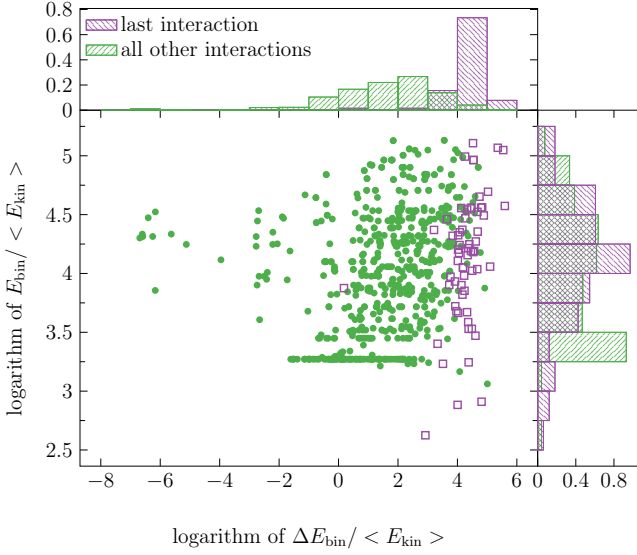 0.8
0.6
0.4
0.2
0
last interaction
all other interactions
5
4.5
4
3.5
3
2.5
logarithm of E_bin / < E_kin >
−8 −6 −4 −2 0 2 4 6 0 0.4 0.8
logarithm of ΔE_bin / < E_kin >